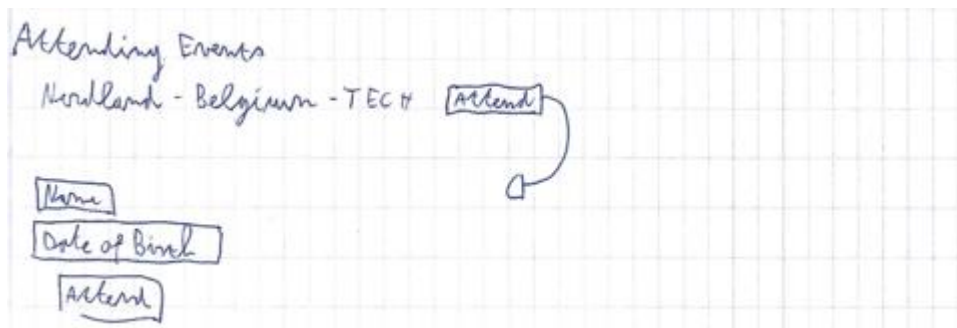 Attending Events
Nordland - Belgium - TECH Attend
Name
Date of Birth
Attend